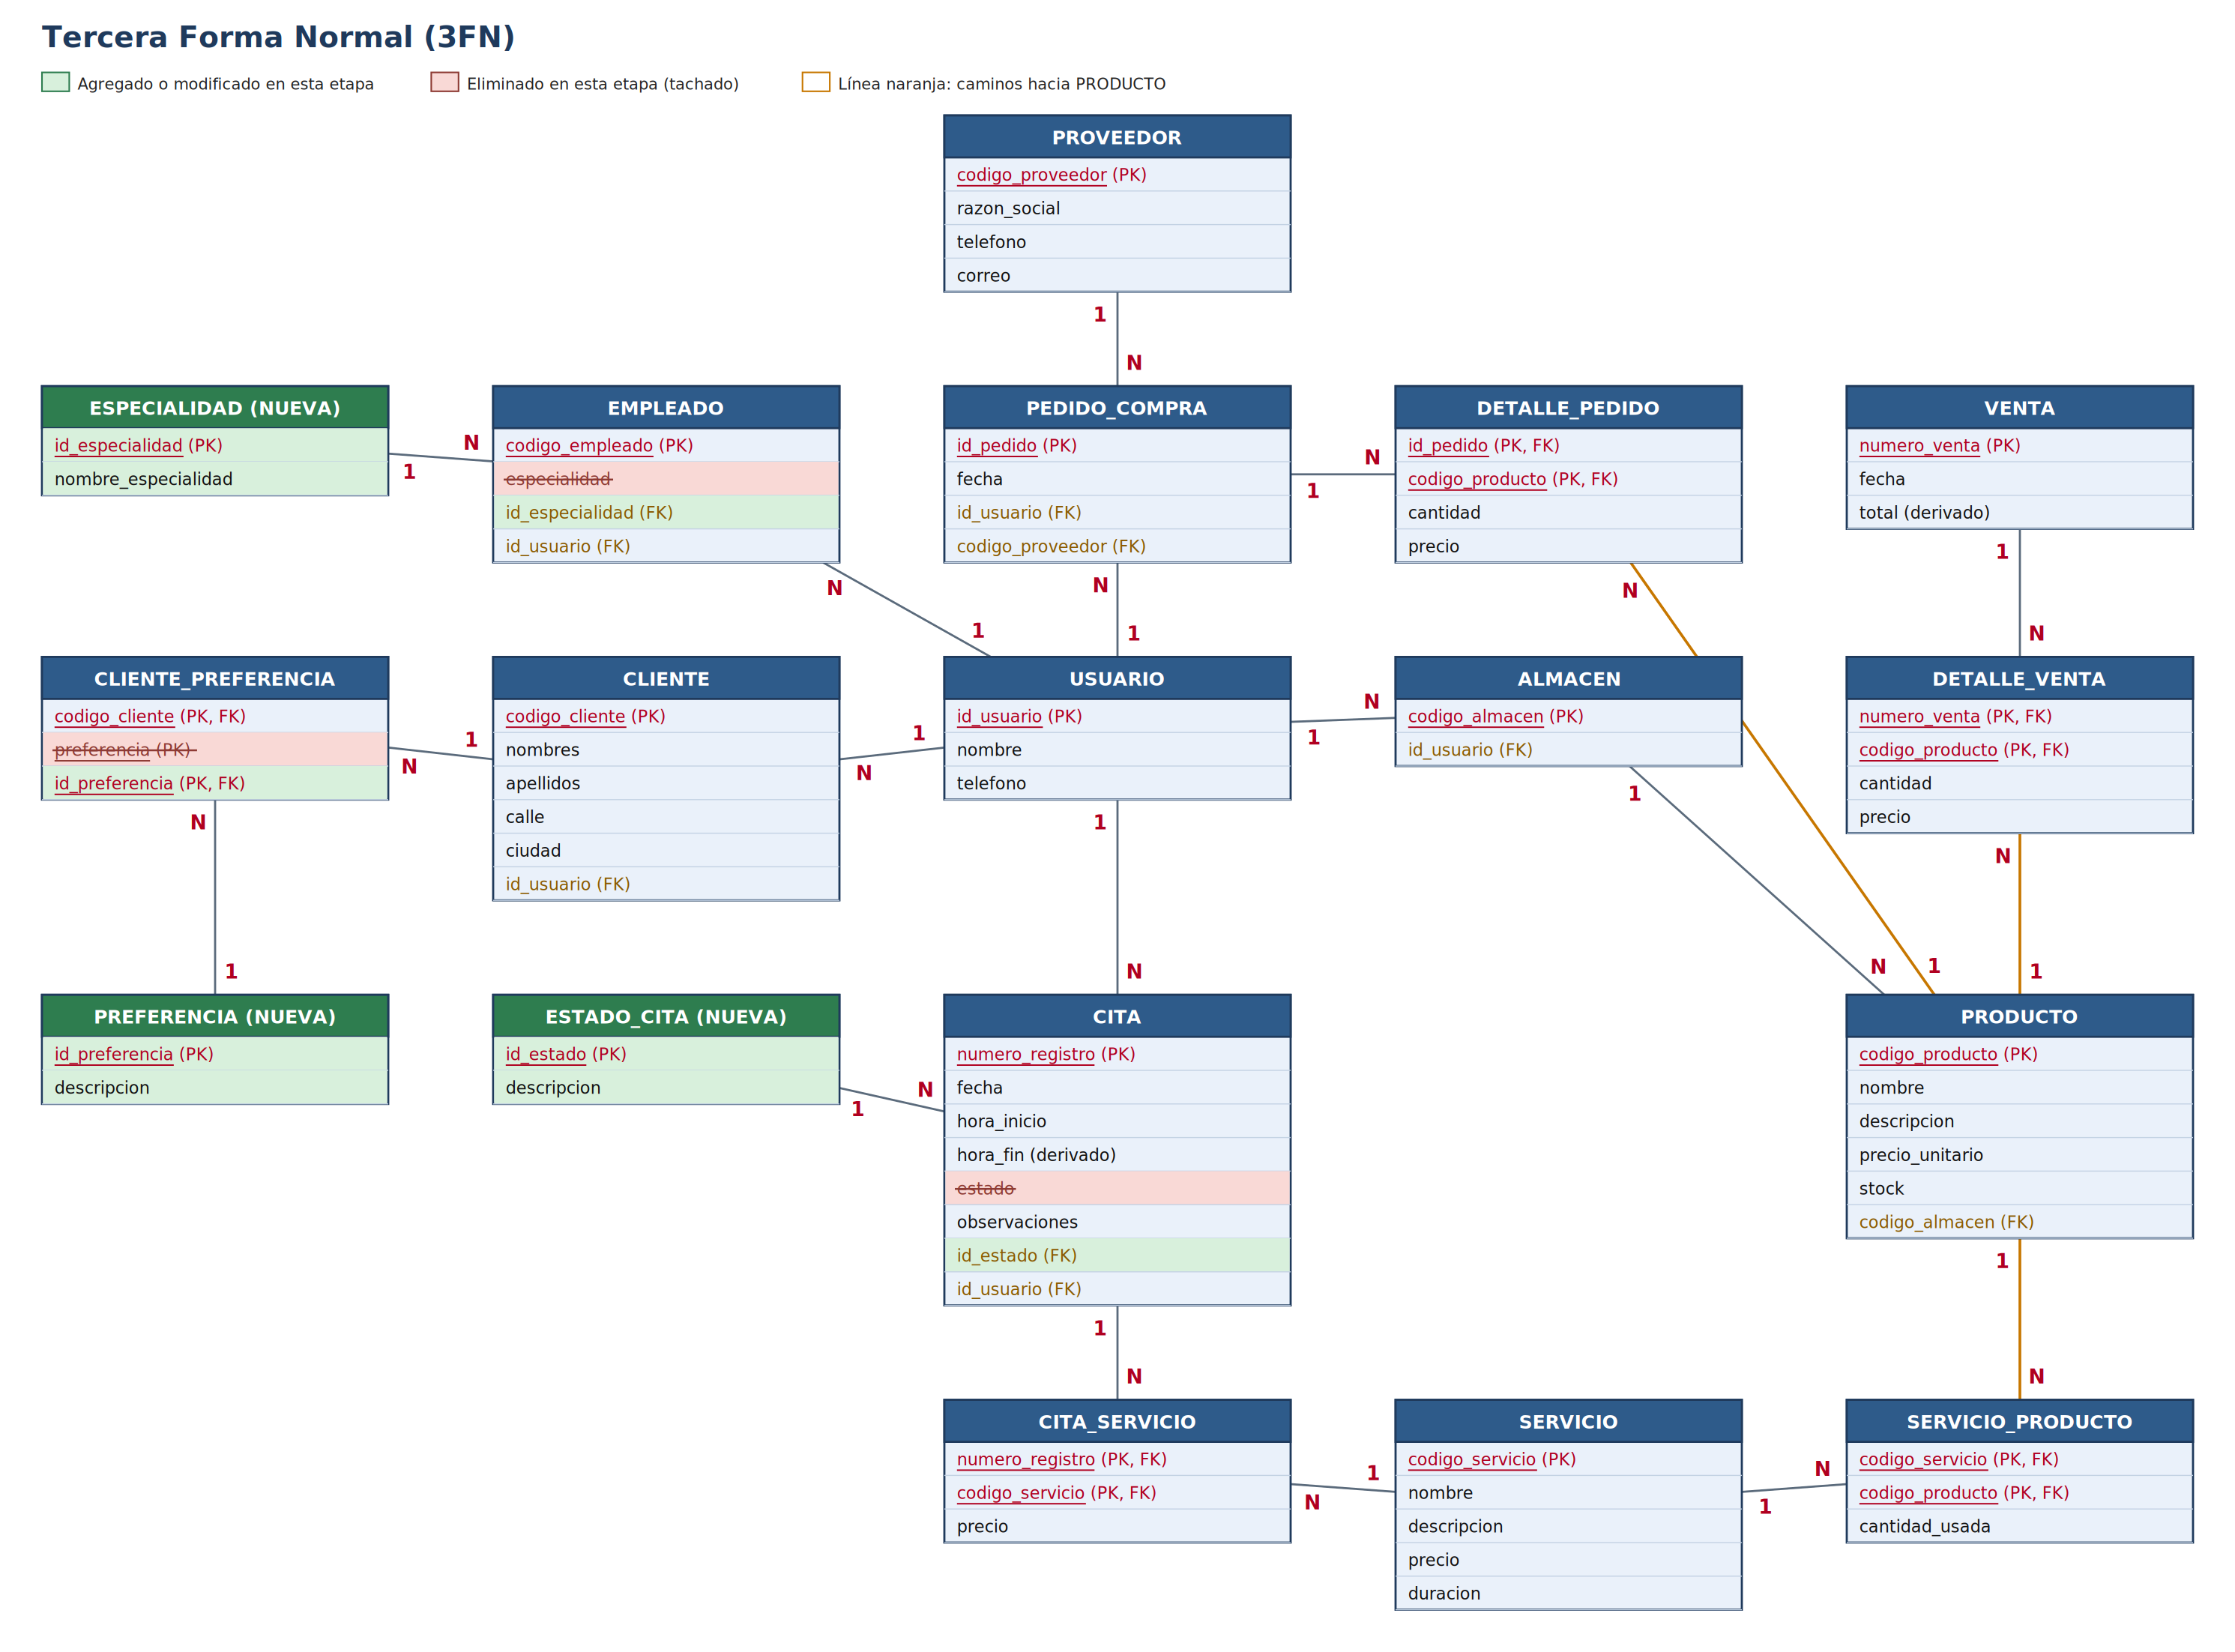 Tercera Forma Normal (3FN)
Agregado o modificado en esta etapa
Eliminado en esta etapa (tachado)
Línea naranja: caminos hacia PRODUCTO
PROVEEDOR
codigo_proveedor (PK)
razon_social
telefono
correo
1
N
ESPECIALIDAD (NUEVA)
id_especialidad (PK)
nombre_especialidad
N
1
EMPLEADO
codigo_empleado (PK)
especialidad
id_especialidad (FK)
id_usuario (FK)
N
1
PEDIDO_COMPRA
id_pedido (PK)
fecha
id_usuario (FK)
codigo_proveedor (FK)
N
1
N
1
DETALLE_PEDIDO
id_pedido (PK, FK)
codigo_producto (PK, FK)
cantidad
precio
N
VENTA
numero_venta (PK)
fecha
total (derivado)
1
N
CLIENTE_PREFERENCIA
codigo_cliente (PK, FK)
preferencia (PK)
id_preferencia (PK, FK)
1
N
N
1
CLIENTE
codigo_cliente (PK)
nombres
apellidos
calle
ciudad
id_usuario (FK)
1
N
USUARIO
id_usuario (PK)
nombre
telefono
N
1
1
N
ALMACEN
codigo_almacen (PK)
id_usuario (FK)
1
N
1
DETALLE_VENTA
numero_venta (PK, FK)
codigo_producto (PK, FK)
cantidad
precio
N
1
PREFERENCIA (NUEVA)
id_preferencia (PK)
descripcion
ESTADO_CITA (NUEVA)
id_estado (PK)
descripcion
N
1
CITA
numero_registro (PK)
fecha
hora_inicio
hora_fin (derivado)
estado
observaciones
id_estado (FK)
id_usuario (FK)
1
N
PRODUCTO
codigo_producto (PK)
nombre
descripcion
precio_unitario
stock
codigo_almacen (FK)
1
N
CITA_SERVICIO
numero_registro (PK, FK)
codigo_servicio (PK, FK)
precio
1
N
SERVICIO
codigo_servicio (PK)
nombre
descripcion
precio
duracion
N
1
SERVICIO_PRODUCTO
codigo_servicio (PK, FK)
codigo_producto (PK, FK)
cantidad_usada